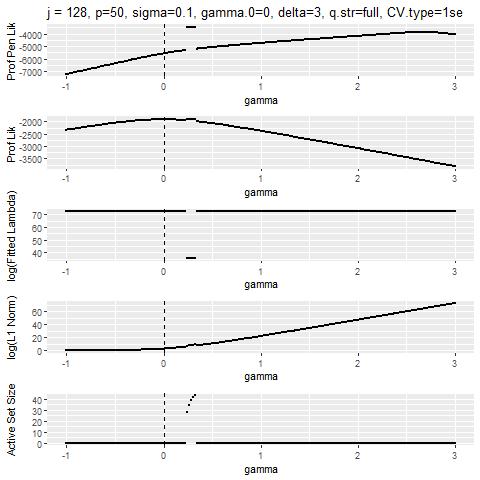 j = 128, p=50, sigma=0.1, gamma.0=0, delta=3, q.str=full, CV.type=1se
Prof Pen Lik
-4000
-5000
-6000
-7000
-1 0 1 2 3
gamma
Prof Lik
-2000
-2500
-3000
-3500
-1 0 1 2 3
gamma
log(Fitted Lambda)
70
60
50
40
-1 0 1 2 3
gamma
log(L1 Norm)
60
40
20
0
-1 0 1 2 3
gamma
Active Set Size
40
30
20
10
0
-1 0 1 2 3
gamma